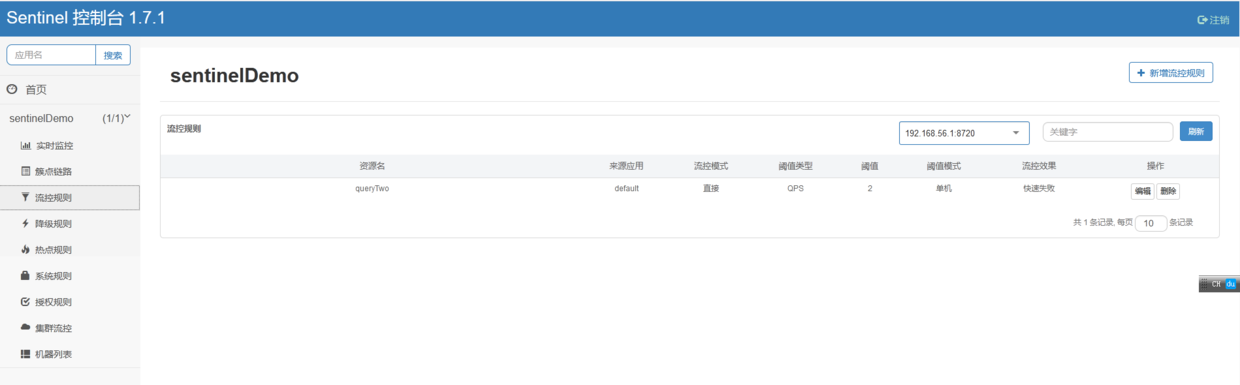 Sentinel 控制台 1.7.1
注销
应用名 搜索
首页
sentinelDemo (1/1)
实时监控
簇点链路
流控规则
降级规则
热点规则
系统规则
授权规则
集群流控
机器列表
sentinelDemo
新增流控规则
流控规则
192.168.56.1:8720 关键字 刷新
资源名 来源应用 流控模式 阈值类型 阈值 阈值模式 流控效果 操作
queryTwo default 直接 QPS 2 单机 快速失败 编辑 删除
共 1 条记录, 每页 10 条记录
CH du